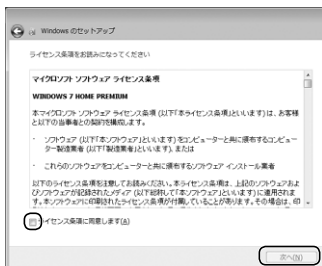 Windows のセットアップ
ライセンス条項をお読みになってください
マイクロソフト ソフトウェア ライセンス条項
WINDOWS 7 HOME PREMIUM
本マイクロソフト ソフトウェア ライセンス条項 (以下「本ライセンス条項」といいます) は、お客様
と以下の当事者との契約を構成します。
- ソフトウェア (以下「本ソフトウェア」といいます) をコンピューターと共に頒布するコンピュー
ター製造業者 (以下「製造業者」といいます)、または
- これらのソフトウェアをコンピューターと共に頒布するソフトウェア インストール業者
以下のライセンス条項を注意してお読みください。本ライセンス条項は、上記のソフトウェアおよ
びソフトウェアが記録されたメディア (以下総称して「本ソフトウェア」といいます) に適用されま
す。本ソフトウェアに印刷されたライセンス条項が付属していることがあります。その場合は、印
ライセンス条項に同意します(A)
次へ(N)